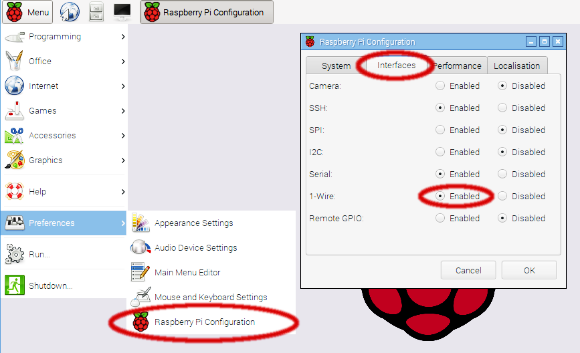 Menu
Raspberry Pi Configuration
Programming
Office
Internet
Games
Accessories
Graphics
Help
Preferences
Run...
Shutdown...
Appearance Settings
Audio Device Settings
Main Menu Editor
Mouse and Keyboard Settings
Raspberry Pi Configuration
Raspberry Pi Configuration
System Interfaces Performance Localisation
Camera: Enabled Disabled
SSH: Enabled Disabled
SPI: Enabled Disabled
I2C: Enabled Disabled
Serial: Enabled Disabled
1-Wire: Enabled Disabled
Remote GPIO Enabled Disabled
Cancel OK